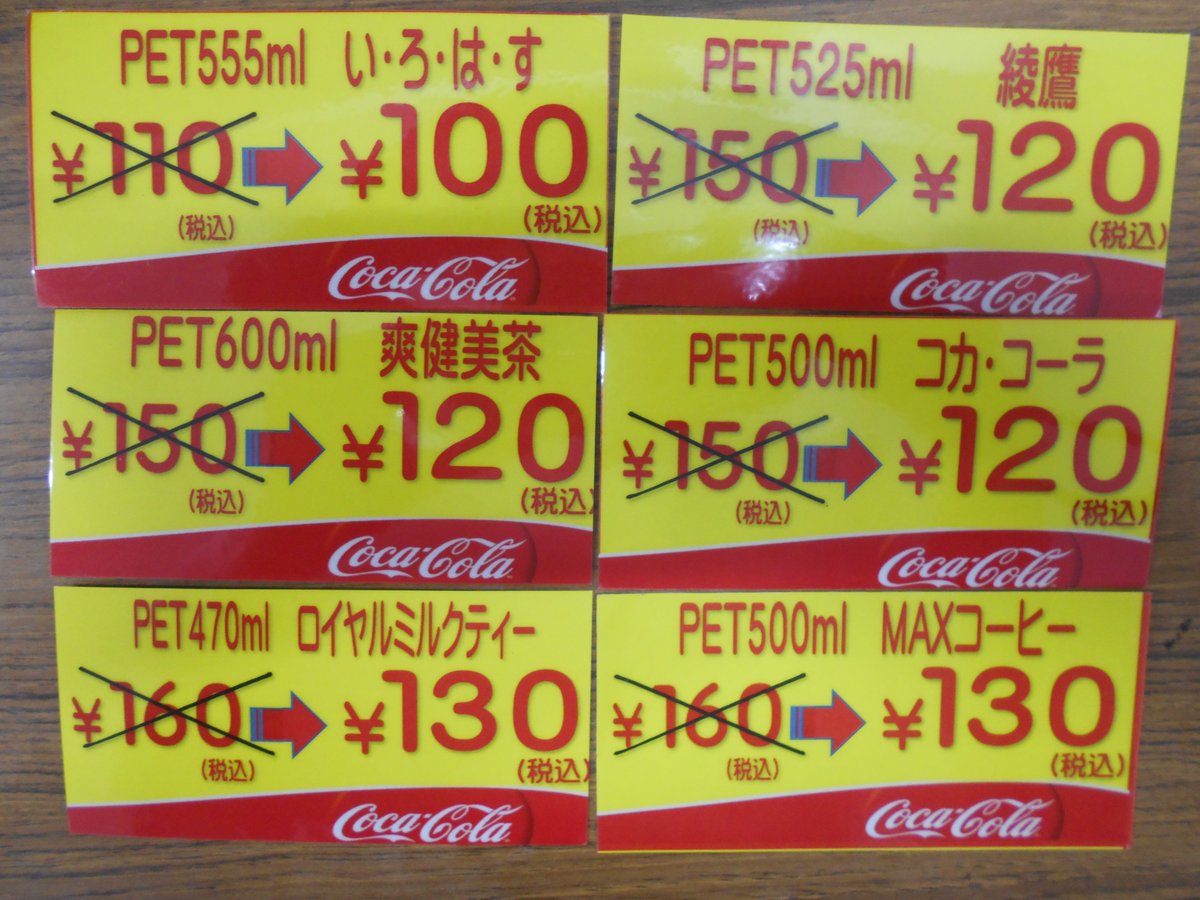 PET555ml い・ろ・は・す
¥110 ¥100
(税込) (税込)
Coca-Cola
PET525ml 綾鷹
¥150 ¥120
(税込) (税込)
Coca-Cola
PET600ml 爽健美茶
¥150 ¥120
(税込) (税込)
Coca-Cola
PET500ml コカ・コーラ
¥150 ¥120
(税込) (税込)
Coca-Cola
PET470ml ロイヤルミルクティー
¥160 ¥130
(税込) (税込)
Coca-Cola
PET500ml MAXコーヒー
¥160 ¥130
(税込) (税込)
Coca-Cola